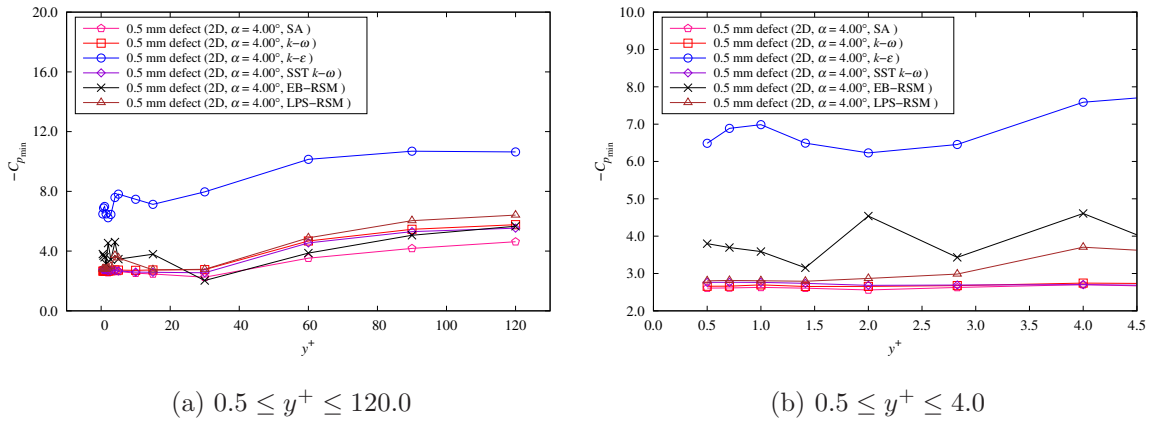 20.0
16.0
12.0
8.0
4.0
0.0
−C_{p_{min}}
0.5 mm defect (2D, α = 4.00°, SA )
0.5 mm defect (2D, α = 4.00°, k−ω)
0.5 mm defect (2D, α = 4.00°, k−ε)
0.5 mm defect (2D, α = 4.00°, SST k−ω)
0.5 mm defect (2D, α = 4.00°, EB−RSM )
0.5 mm defect (2D, α = 4.00°, LPS−RSM )
0 20 40 60 80 100 120
y⁺
(a) 0.5 ≤ y⁺ ≤ 120.0
10.0
9.0
8.0
7.0
6.0
5.0
4.0
3.0
2.0
−C_{p_{min}}
0.5 mm defect (2D, α = 4.00°, SA )
0.5 mm defect (2D, α = 4.00°, k−ω)
0.5 mm defect (2D, α = 4.00°, k−ε)
0.5 mm defect (2D, α = 4.00°, SST k−ω)
0.5 mm defect (2D, α = 4.00°, EB−RSM )
0.5 mm defect (2D, α = 4.00°, LPS−RSM )
0.0 0.5 1.0 1.5 2.0 2.5 3.0 3.5 4.0 4.5
y⁺
(b) 0.5 ≤ y⁺ ≤ 4.0